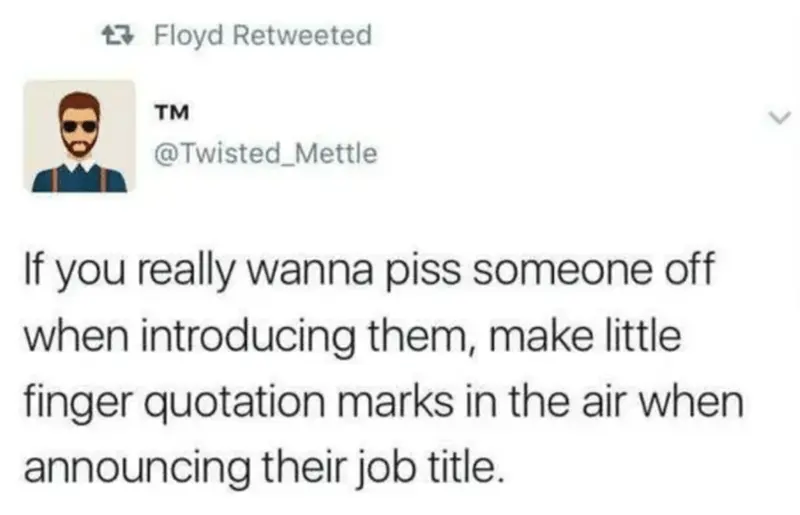 Floyd Retweeted
TM
@Twisted_Mettle
If you really wanna piss someone off
when introducing them, make little
finger quotation marks in the air when
announcing their job title.